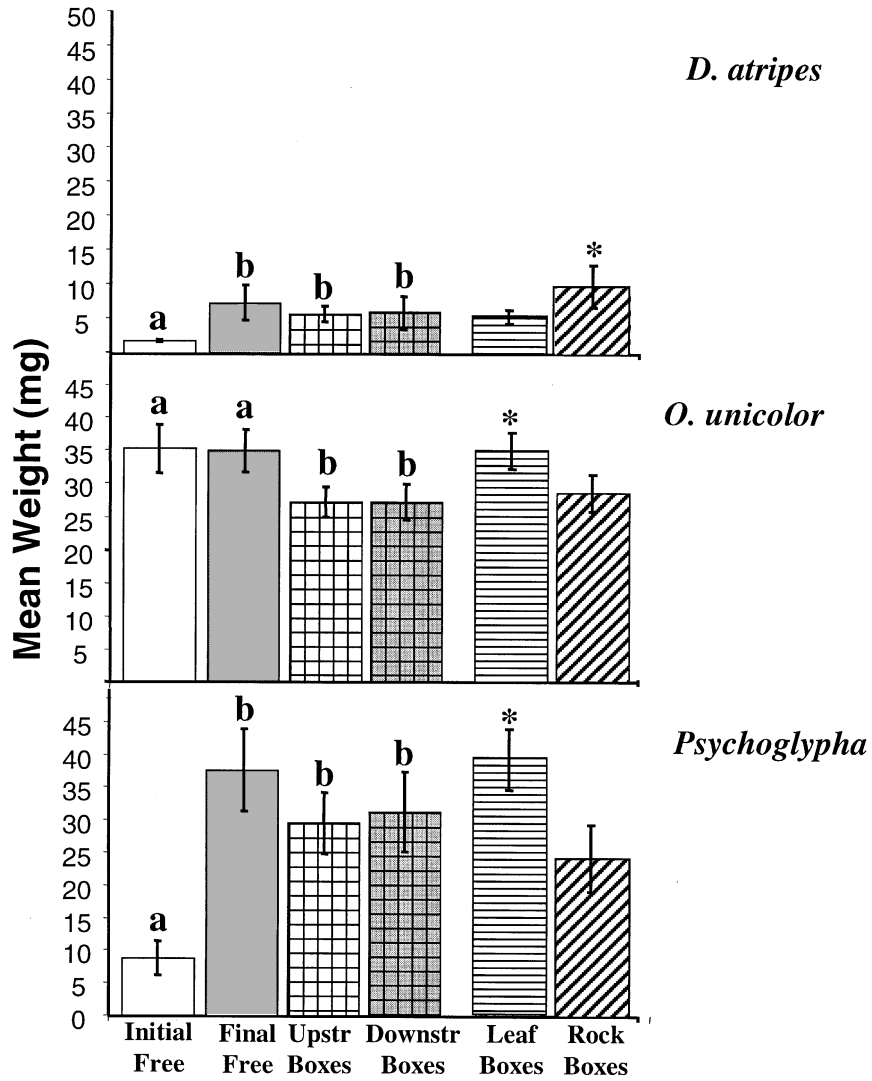 50
45
40
35
30
25
20
15
10
5
D. atripes
a
b
b
b
*
Mean Weight (mg)
45
40
35
30
25
20
15
10
5
O. unicolor
a
a
b
b
*
45
40
35
30
25
20
15
10
5
0
Psychoglypha
a
b
b
b
*
Initial Free
Final Free
Upstr Boxes
Downstr Boxes
Leaf Boxes
Rock Boxes